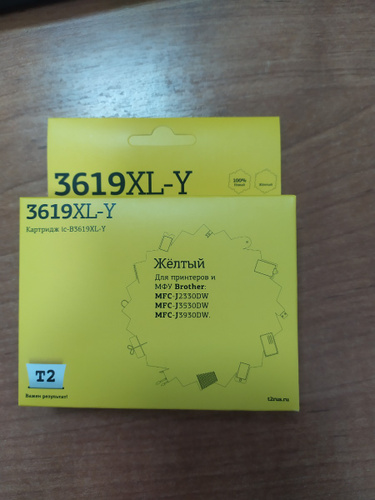 3619XL-Y
100%
Новый
3619XL-Y
Картридж ic-B3619XL-Y
Жёлтый
Для принтеров и
МФУ Brother:
MFC-J2330DW
MFC-J3530DW
MFC-J3930DW.
T2
Важен результат!
t2rus.ru